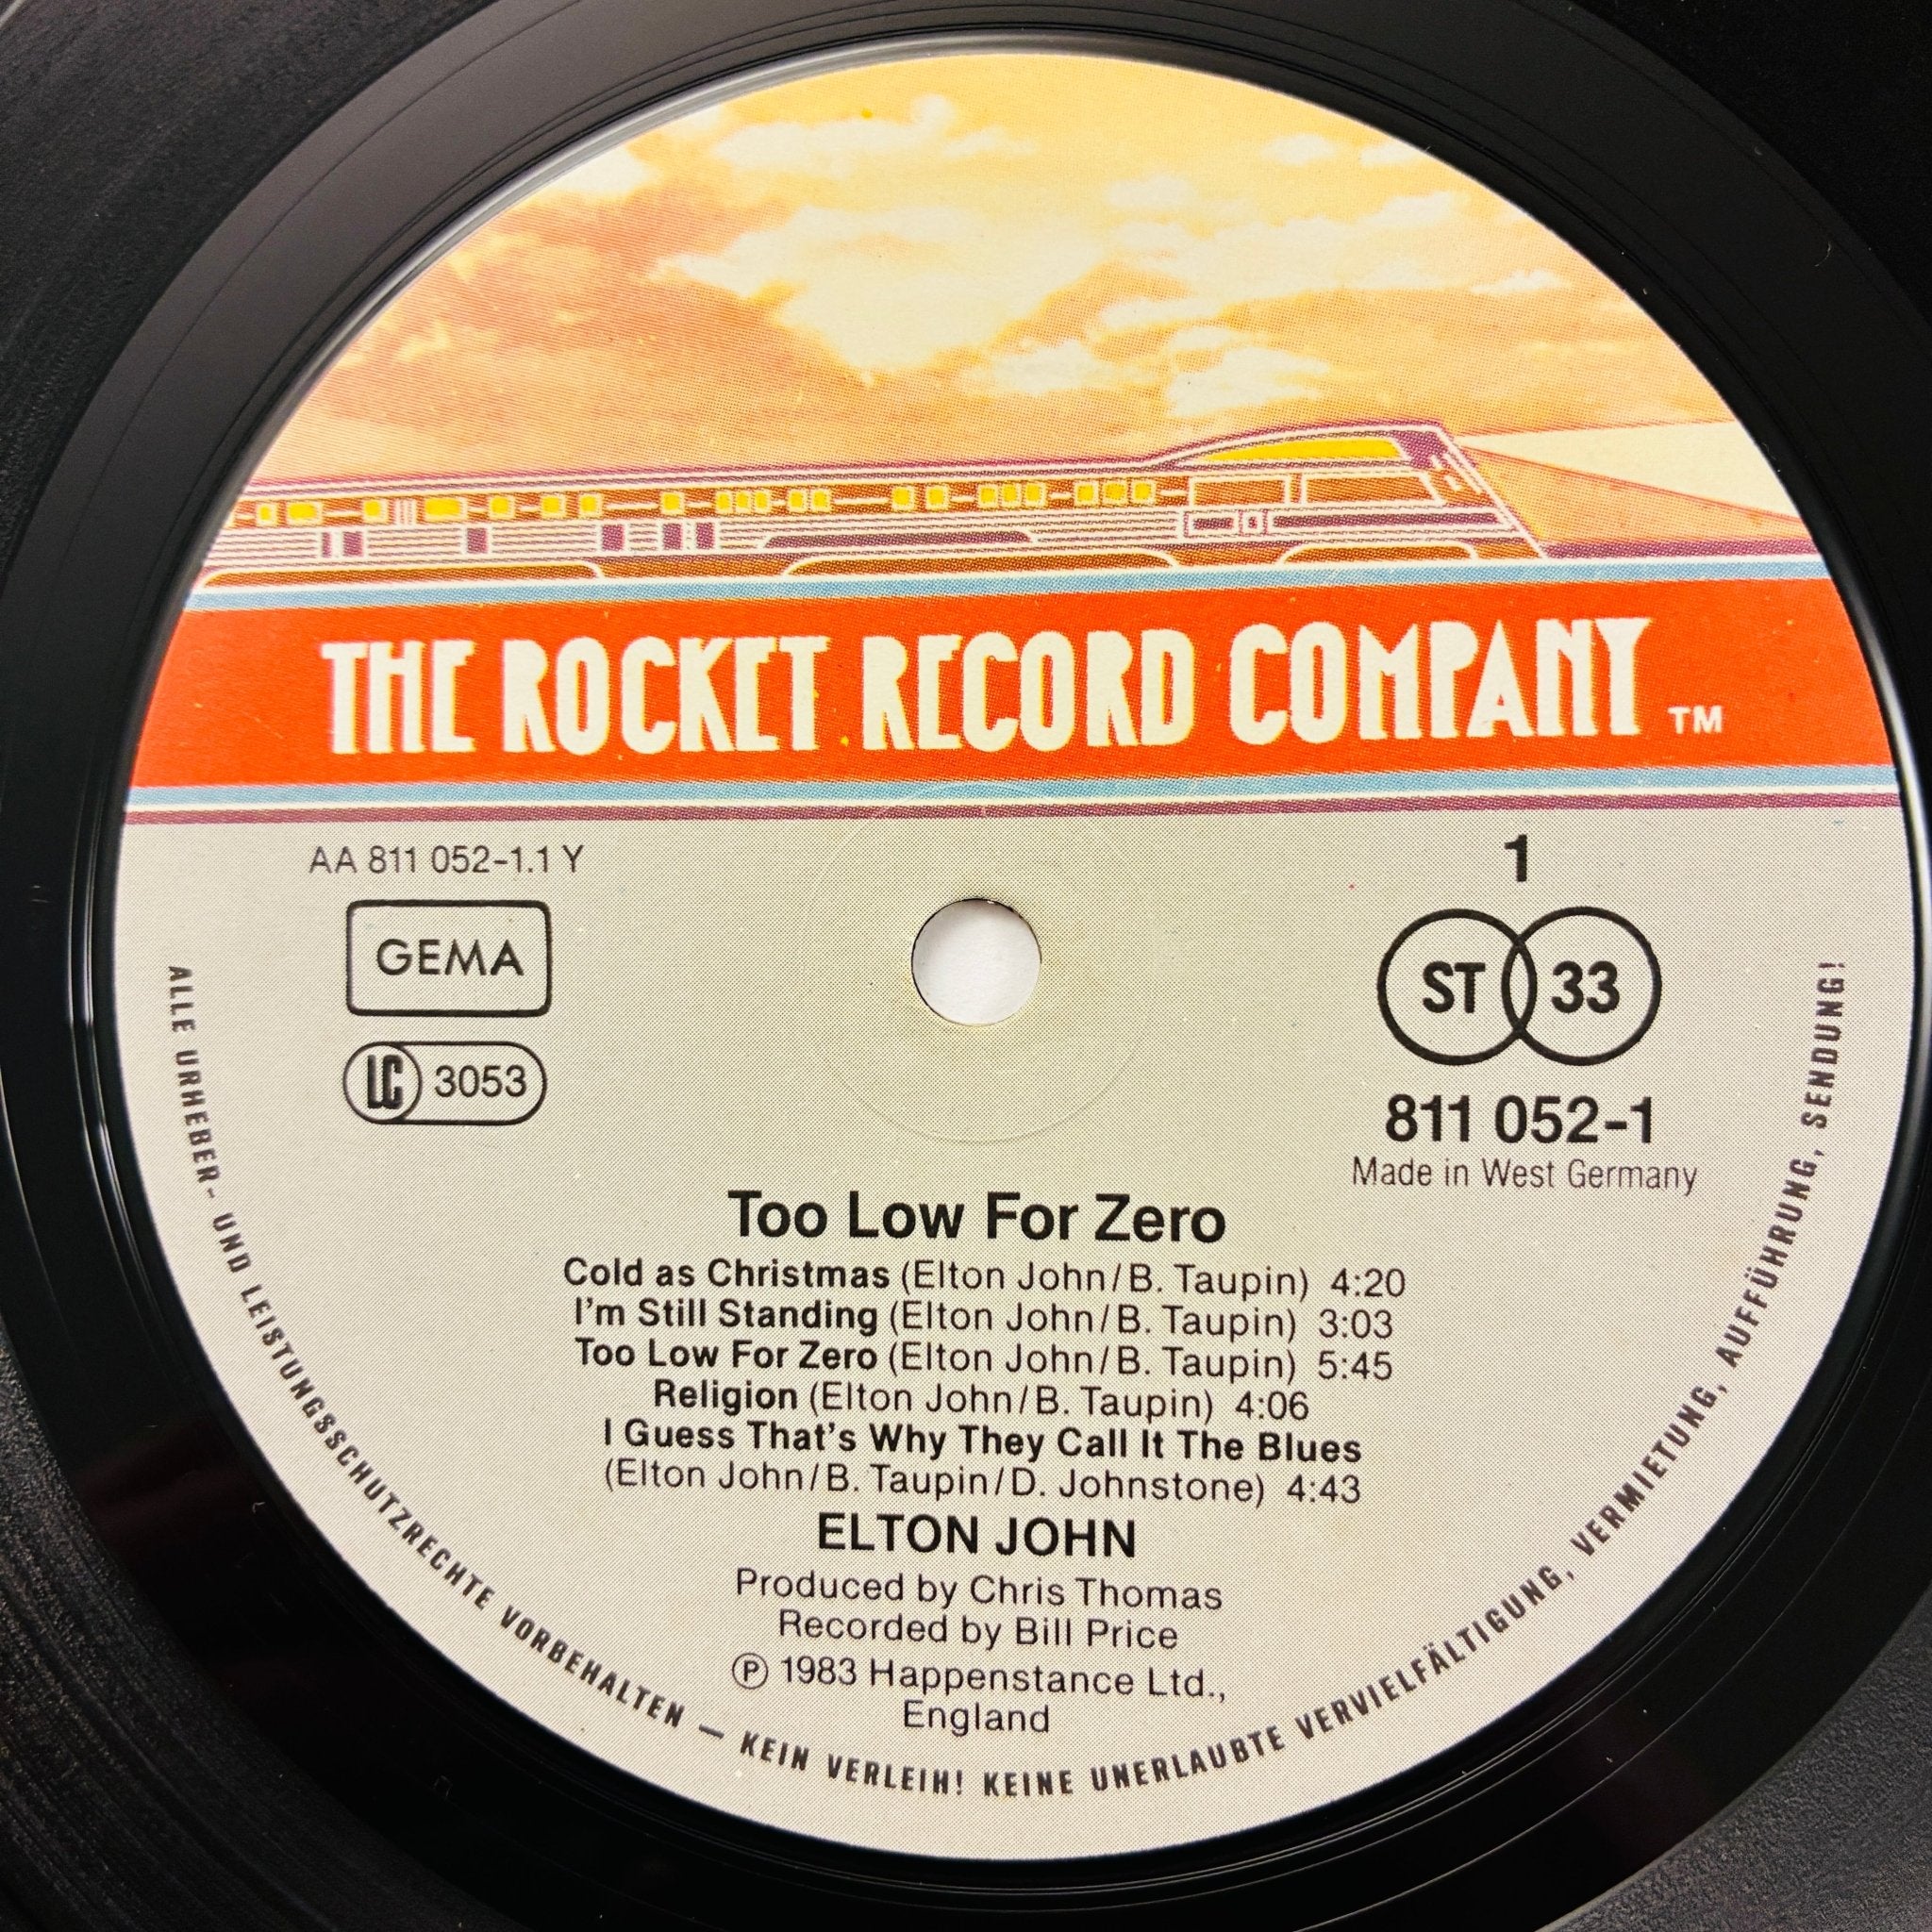 THE ROCKET RECORD COMPANY TM
AA 811 052-1.1 Y
1
GEMA
ST 33
LC 3053
811 052-1
Made in West Germany
Too Low For Zero
Cold as Christmas (Elton John/B. Taupin) 4:20
I'm Still Standing (Elton John/B. Taupin) 3:03
Too Low For Zero (Elton John/B. Taupin) 5:45
Religion (Elton John/B. Taupin) 4:06
I Guess That's Why They Call It The Blues
(Elton John/B. Taupin/D. Johnstone) 4:43
ELTON JOHN
Produced by Chris Thomas
Recorded by Bill Price
Ⓟ 1983 Happenstance Ltd.,
England
ALLE URHEBER- UND LEISTUNGSSCHUTZRECHTE VORBEHALTEN – KEIN VERLEIH! KEINE UNERLAUBTE VERVIELFÄLTIGUNG, VERMIETUNG, AUFFÜHRUNG, SENDUNG!